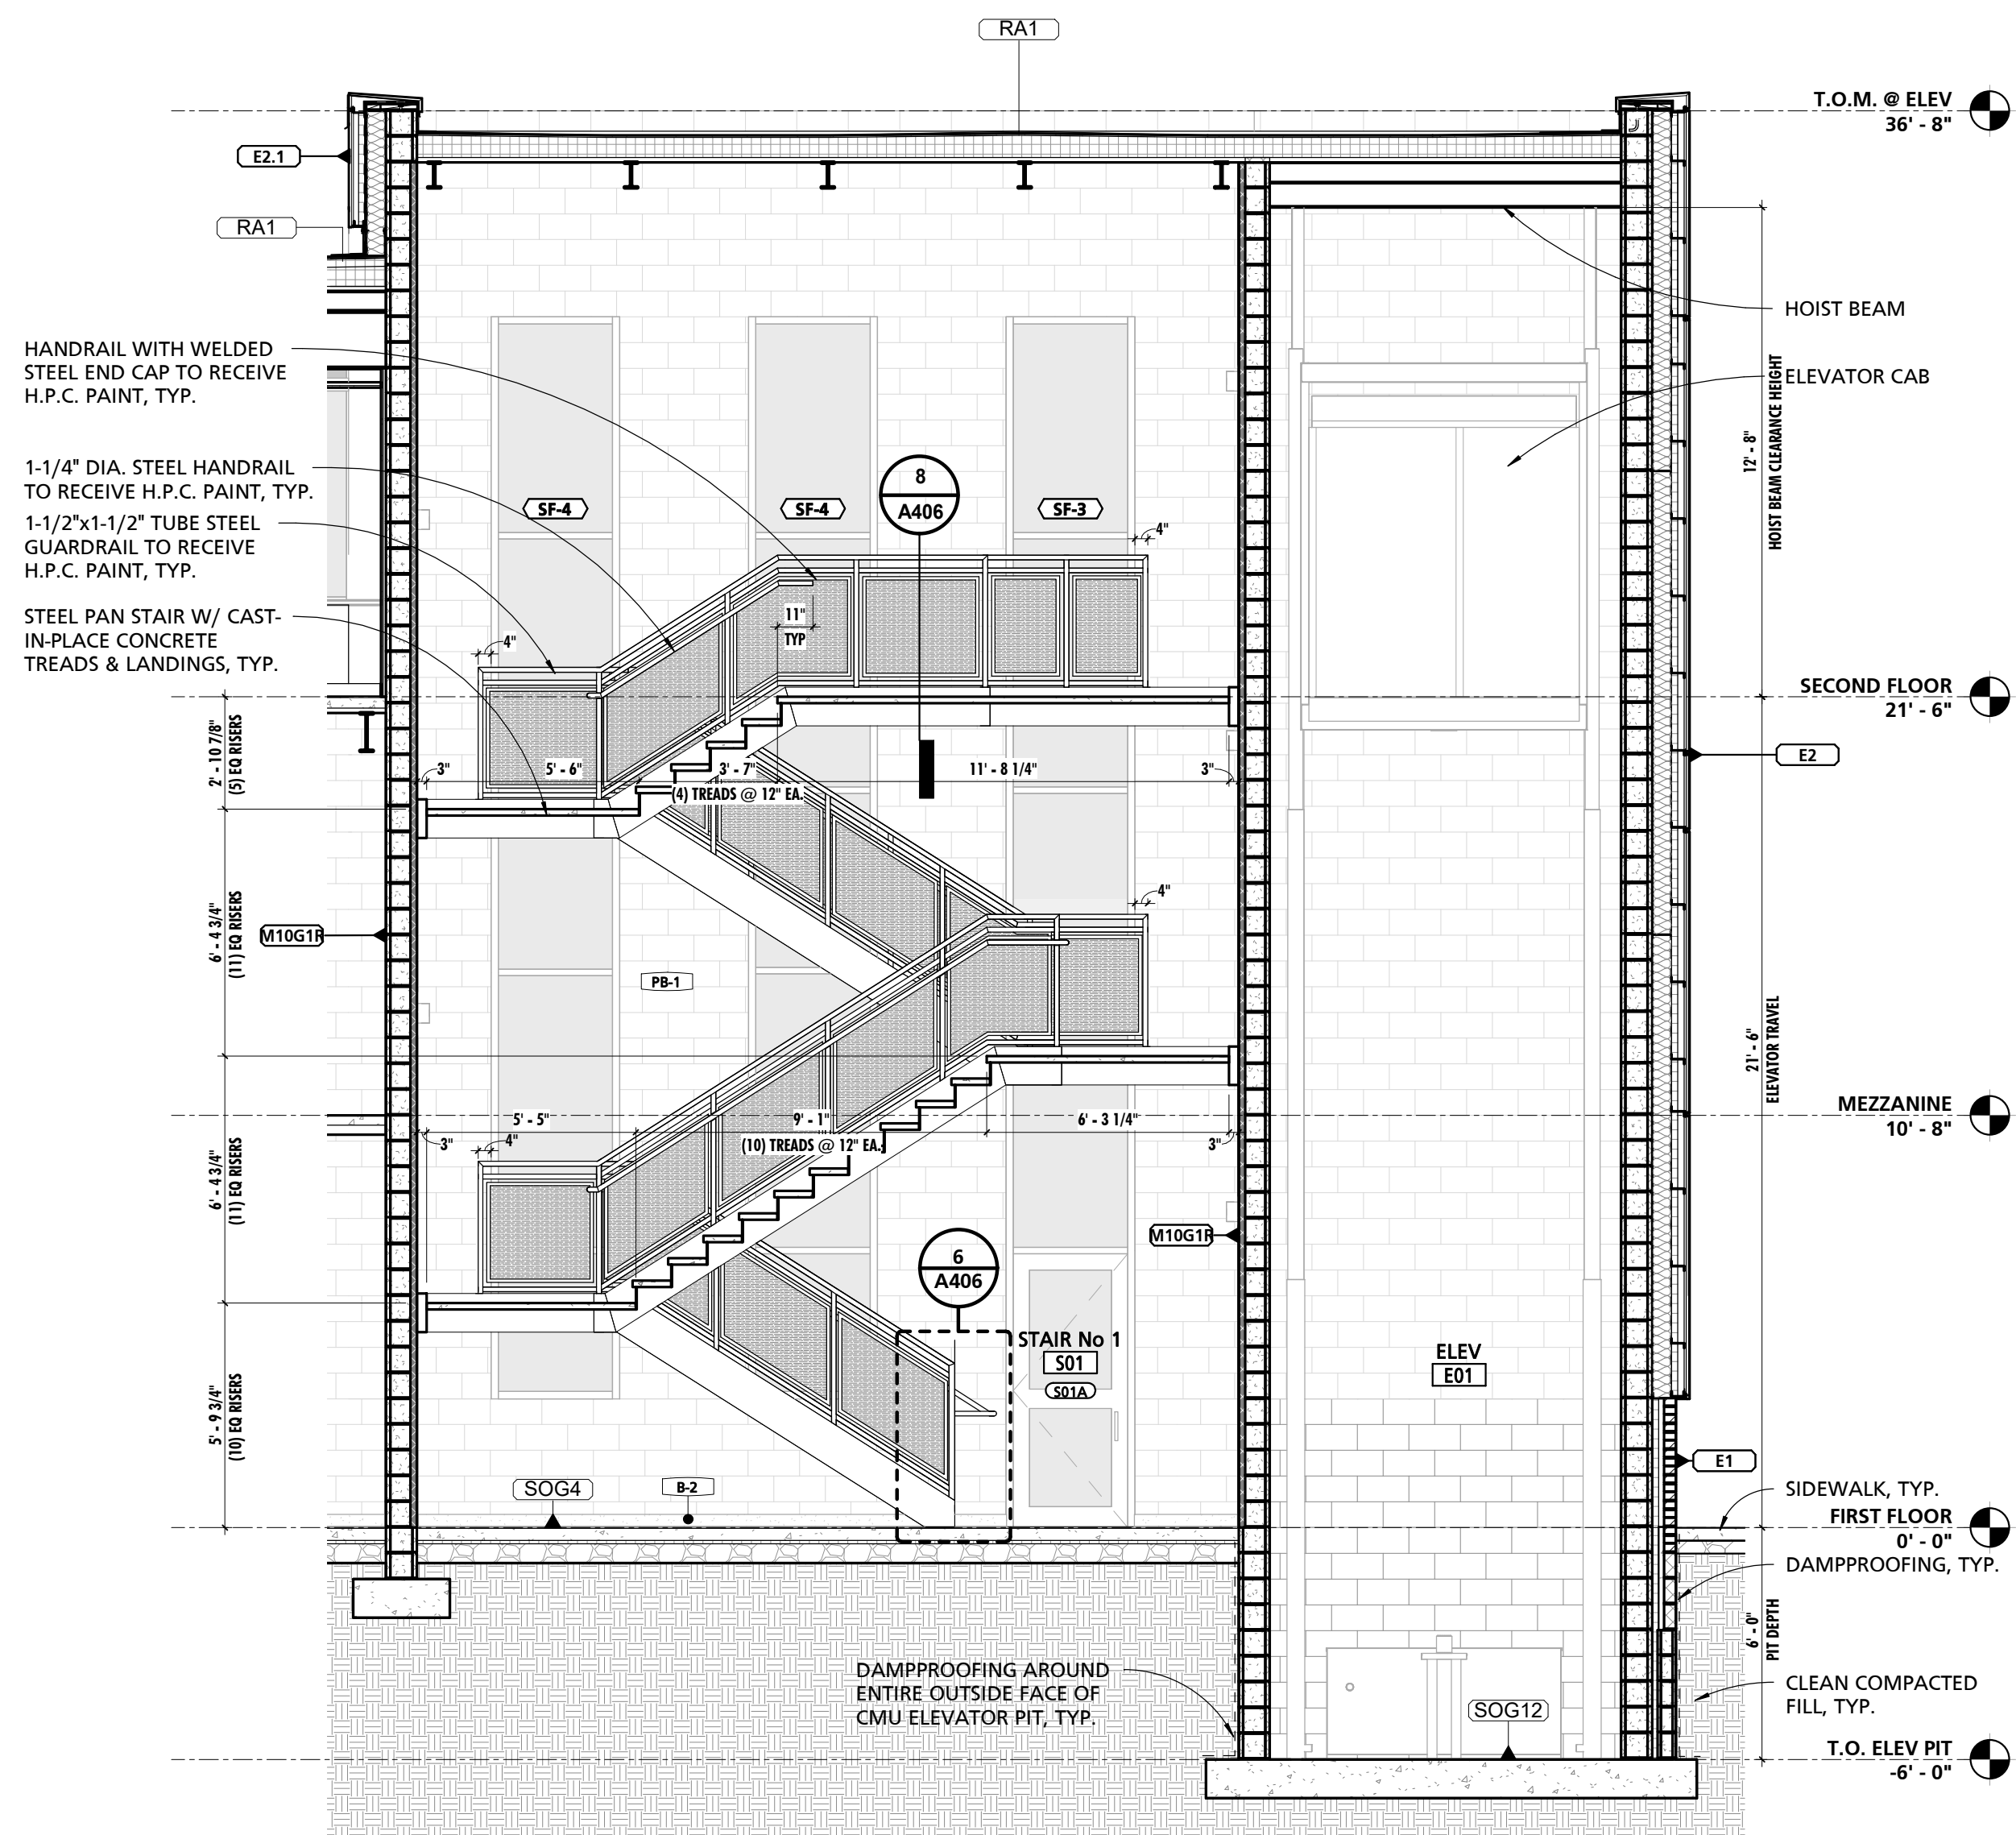 RA1
T.O.M. @ ELEV
36' - 8"
E2.1
RA1
HOIST BEAM
HANDRAIL WITH WELDED
STEEL END CAP TO RECEIVE
H.P.C. PAINT, TYP.
ELEVATOR CAB
12' - 8"
HOIST BEAM CLEARANCE HEIGHT
1-1/4" DIA. STEEL HANDRAIL
TO RECEIVE H.P.C. PAINT, TYP.
8
A406
SF-4
SF-4
SF-3
1-1/2"x1-1/2" TUBE STEEL
GUARDRAIL TO RECEIVE
H.P.C. PAINT, TYP.
4"
STEEL PAN STAIR W/ CAST-
IN-PLACE CONCRETE
TREADS & LANDINGS, TYP.
11"
TYP
4"
SECOND FLOOR
21' - 6"
2' - 10 7/8"
(5) EQ RISERS
3"
5' - 6"
3' - 7"
(4) TREADS @ 12" EA.
11' - 8 1/4"
3"
E2
6' - 4 3/4"
(11) EQ RISERS
M10G1R
4"
PB-1
21' - 6"
ELEVATOR TRAVEL
MEZZANINE
10' - 8"
5' - 5"
9' - 1"
(10) TREADS @ 12" EA.
6' - 3 1/4"
3"
4"
3"
6' - 4 3/4"
(11) EQ RISERS
M10G1R
6
A406
STAIR No 1
S01
S01A
ELEV
E01
5' - 9 3/4"
(10) EQ RISERS
SOG4
B-2
E1
SIDEWALK, TYP.
FIRST FLOOR
0' - 0"
DAMPPROOFING, TYP.
6' - 0"
PIT DEPTH
DAMPPROOFING AROUND
ENTIRE OUTSIDE FACE OF
CMU ELEVATOR PIT, TYP.
SOG12
CLEAN COMPACTED
FILL, TYP.
T.O. ELEV PIT
-6' - 0"